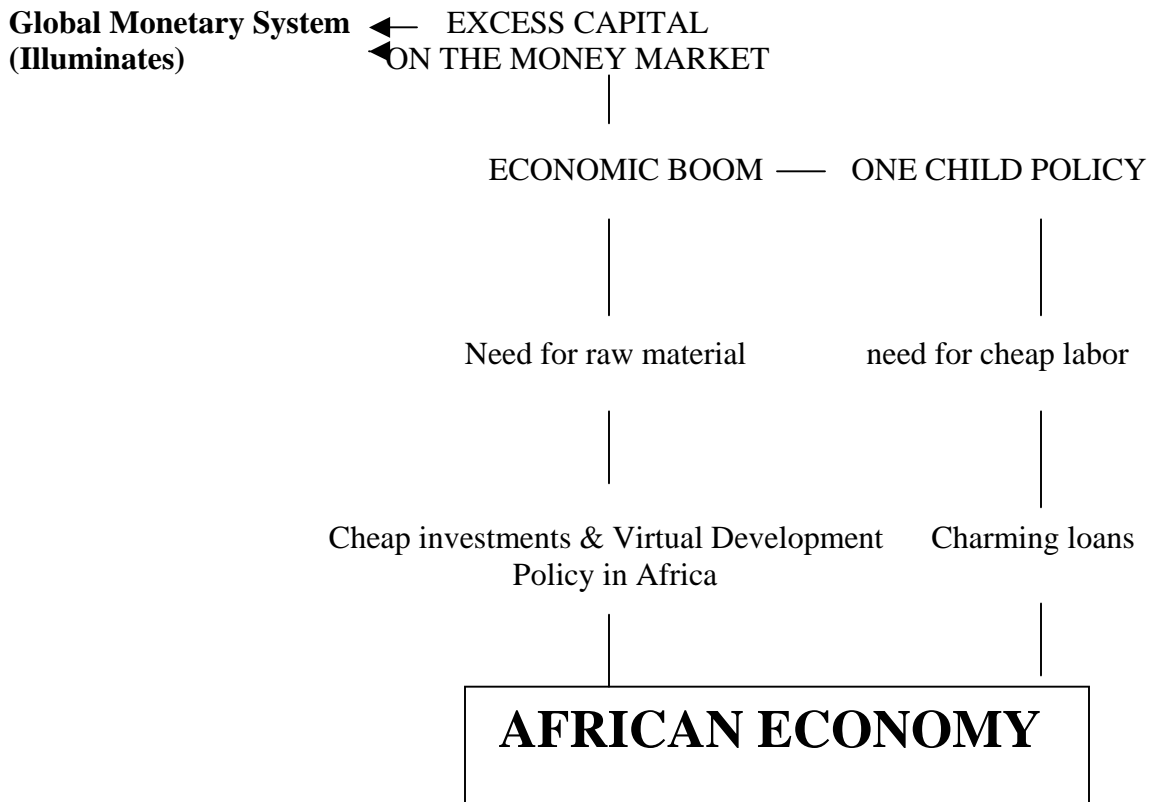 Global Monetary System
(Illuminates)
EXCESS CAPITAL
ON THE MONEY MARKET
ECONOMIC BOOM
ONE CHILD POLICY
Need for raw material
need for cheap labor
Cheap investments & Virtual Development
Policy in Africa
Charming loans
AFRICAN ECONOMY